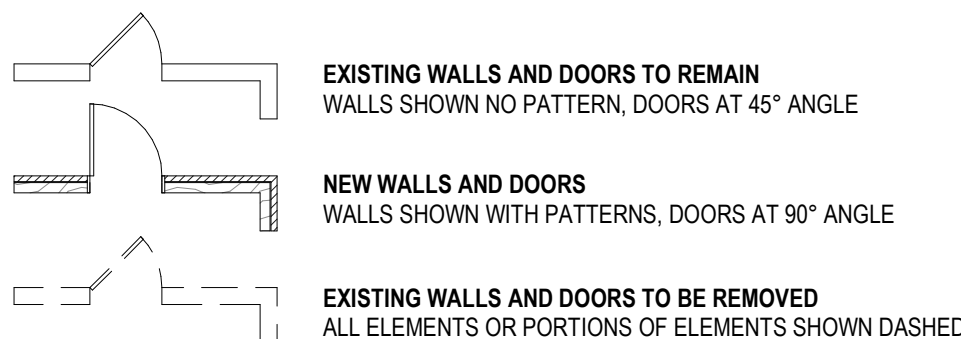 EXISTING WALLS AND DOORS TO REMAIN
WALLS SHOWN NO PATTERN, DOORS AT 45° ANGLE
NEW WALLS AND DOORS
WALLS SHOWN WITH PATTERNS, DOORS AT 90° ANGLE
EXISTING WALLS AND DOORS TO BE REMOVED
ALL ELEMENTS OR PORTIONS OF ELEMENTS SHOWN DASHED